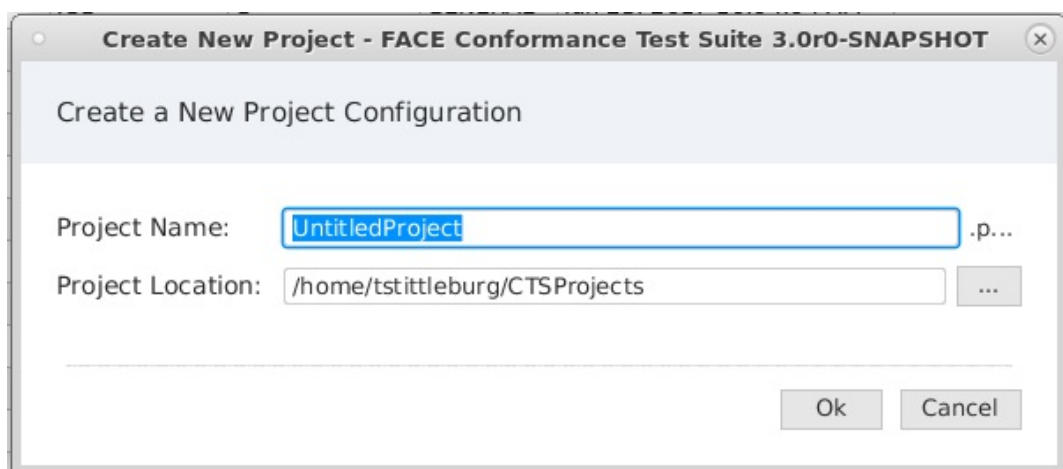 Create New Project - FACE Conformance Test Suite 3.0r0-SNAPSHOT
Create a New Project Configuration
Project Name: UntitledProject .p...
Project Location: /home/tstittleburg/CTSProjects ...
Ok Cancel